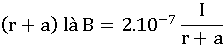 (r + a) là B = 2.10⁻⁷ I / (r + a)